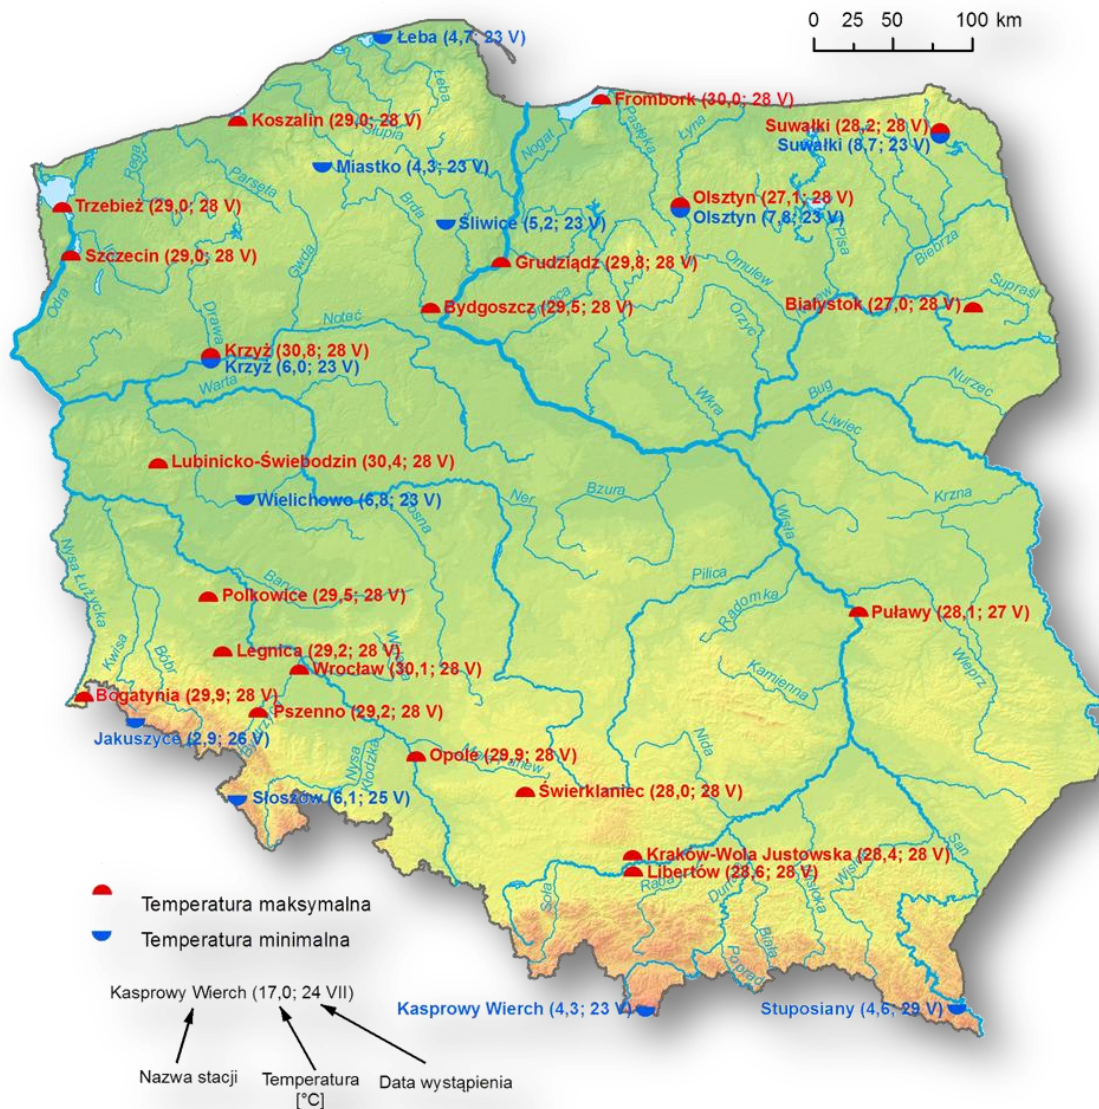 0 25 50 100 km
Łeba (4,7; 23 V)
Łeba
Frombork (30,0; 28 V)
Koszalin (29,0; 28 V)
Słupia
Pasłęka
Łyna
Suwałki (28,2; 28 V)
Suwałki (8,7; 23 V)
Nogat
Rega
Miastko (4,3; 23 V)
Parsęta
Brda
Trzebież (29,0; 28 V)
Śliwice (5,2; 23 V)
Olsztyn (27,1; 28 V)
Olsztyn (7,8; 23 V)
Pisa
Biebrza
Szczecin (29,0; 28 V)
Gwda
Grudziądz (29,8; 28 V)
Omulew
Supraśl
Odra
Drawa
Noteć
Bydgoszcz (29,5; 28 V)
Orzyc
Białystok (27,0; 28 V)
Krzyż (30,8; 28 V)
Krzyż (6,0; 23 V)
Warta
Wkra
Bug
Nurzec
Liwiec
Lubinicko-Świebodzin (30,4; 28 V)
Wielichowo (6,8; 23 V)
Ner
Bzura
Krzna
Wisła
Nysa Łużycka
Barycz
Pilica
Polkowice (29,5; 28 V)
Radomka
Puławy (28,1; 27 V)
Kwisa
Bóbr
Legnica (29,2; 28 V)
Wrocław (30,1; 28 V)
Wieprz
Kamienna
Bogatynia (29,9; 28 V)
Pszenno (29,2; 28 V)
Jakuszyce (2,9; 26 V)
Nysa
Kłodzka
Opole (29,9; 28 V)
Nida
Słoszów (6,1; 25 V)
Świerklaniec (28,0; 28 V)
San
Kraków-Wola Justowska (28,4; 28 V)
Libertów (28,6; 28 V)
Raba
Soła
Wisłoka
Biała
Poprad
Temperatura maksymalna
Temperatura minimalna
Kasprowy Wierch (17,0; 24 VII)
Kasprowy Wierch (4,3; 23 V)
Stuposiany (4,6; 29 V)
Nazwa stacji
Temperatura
[°C]
Data wystąpienia